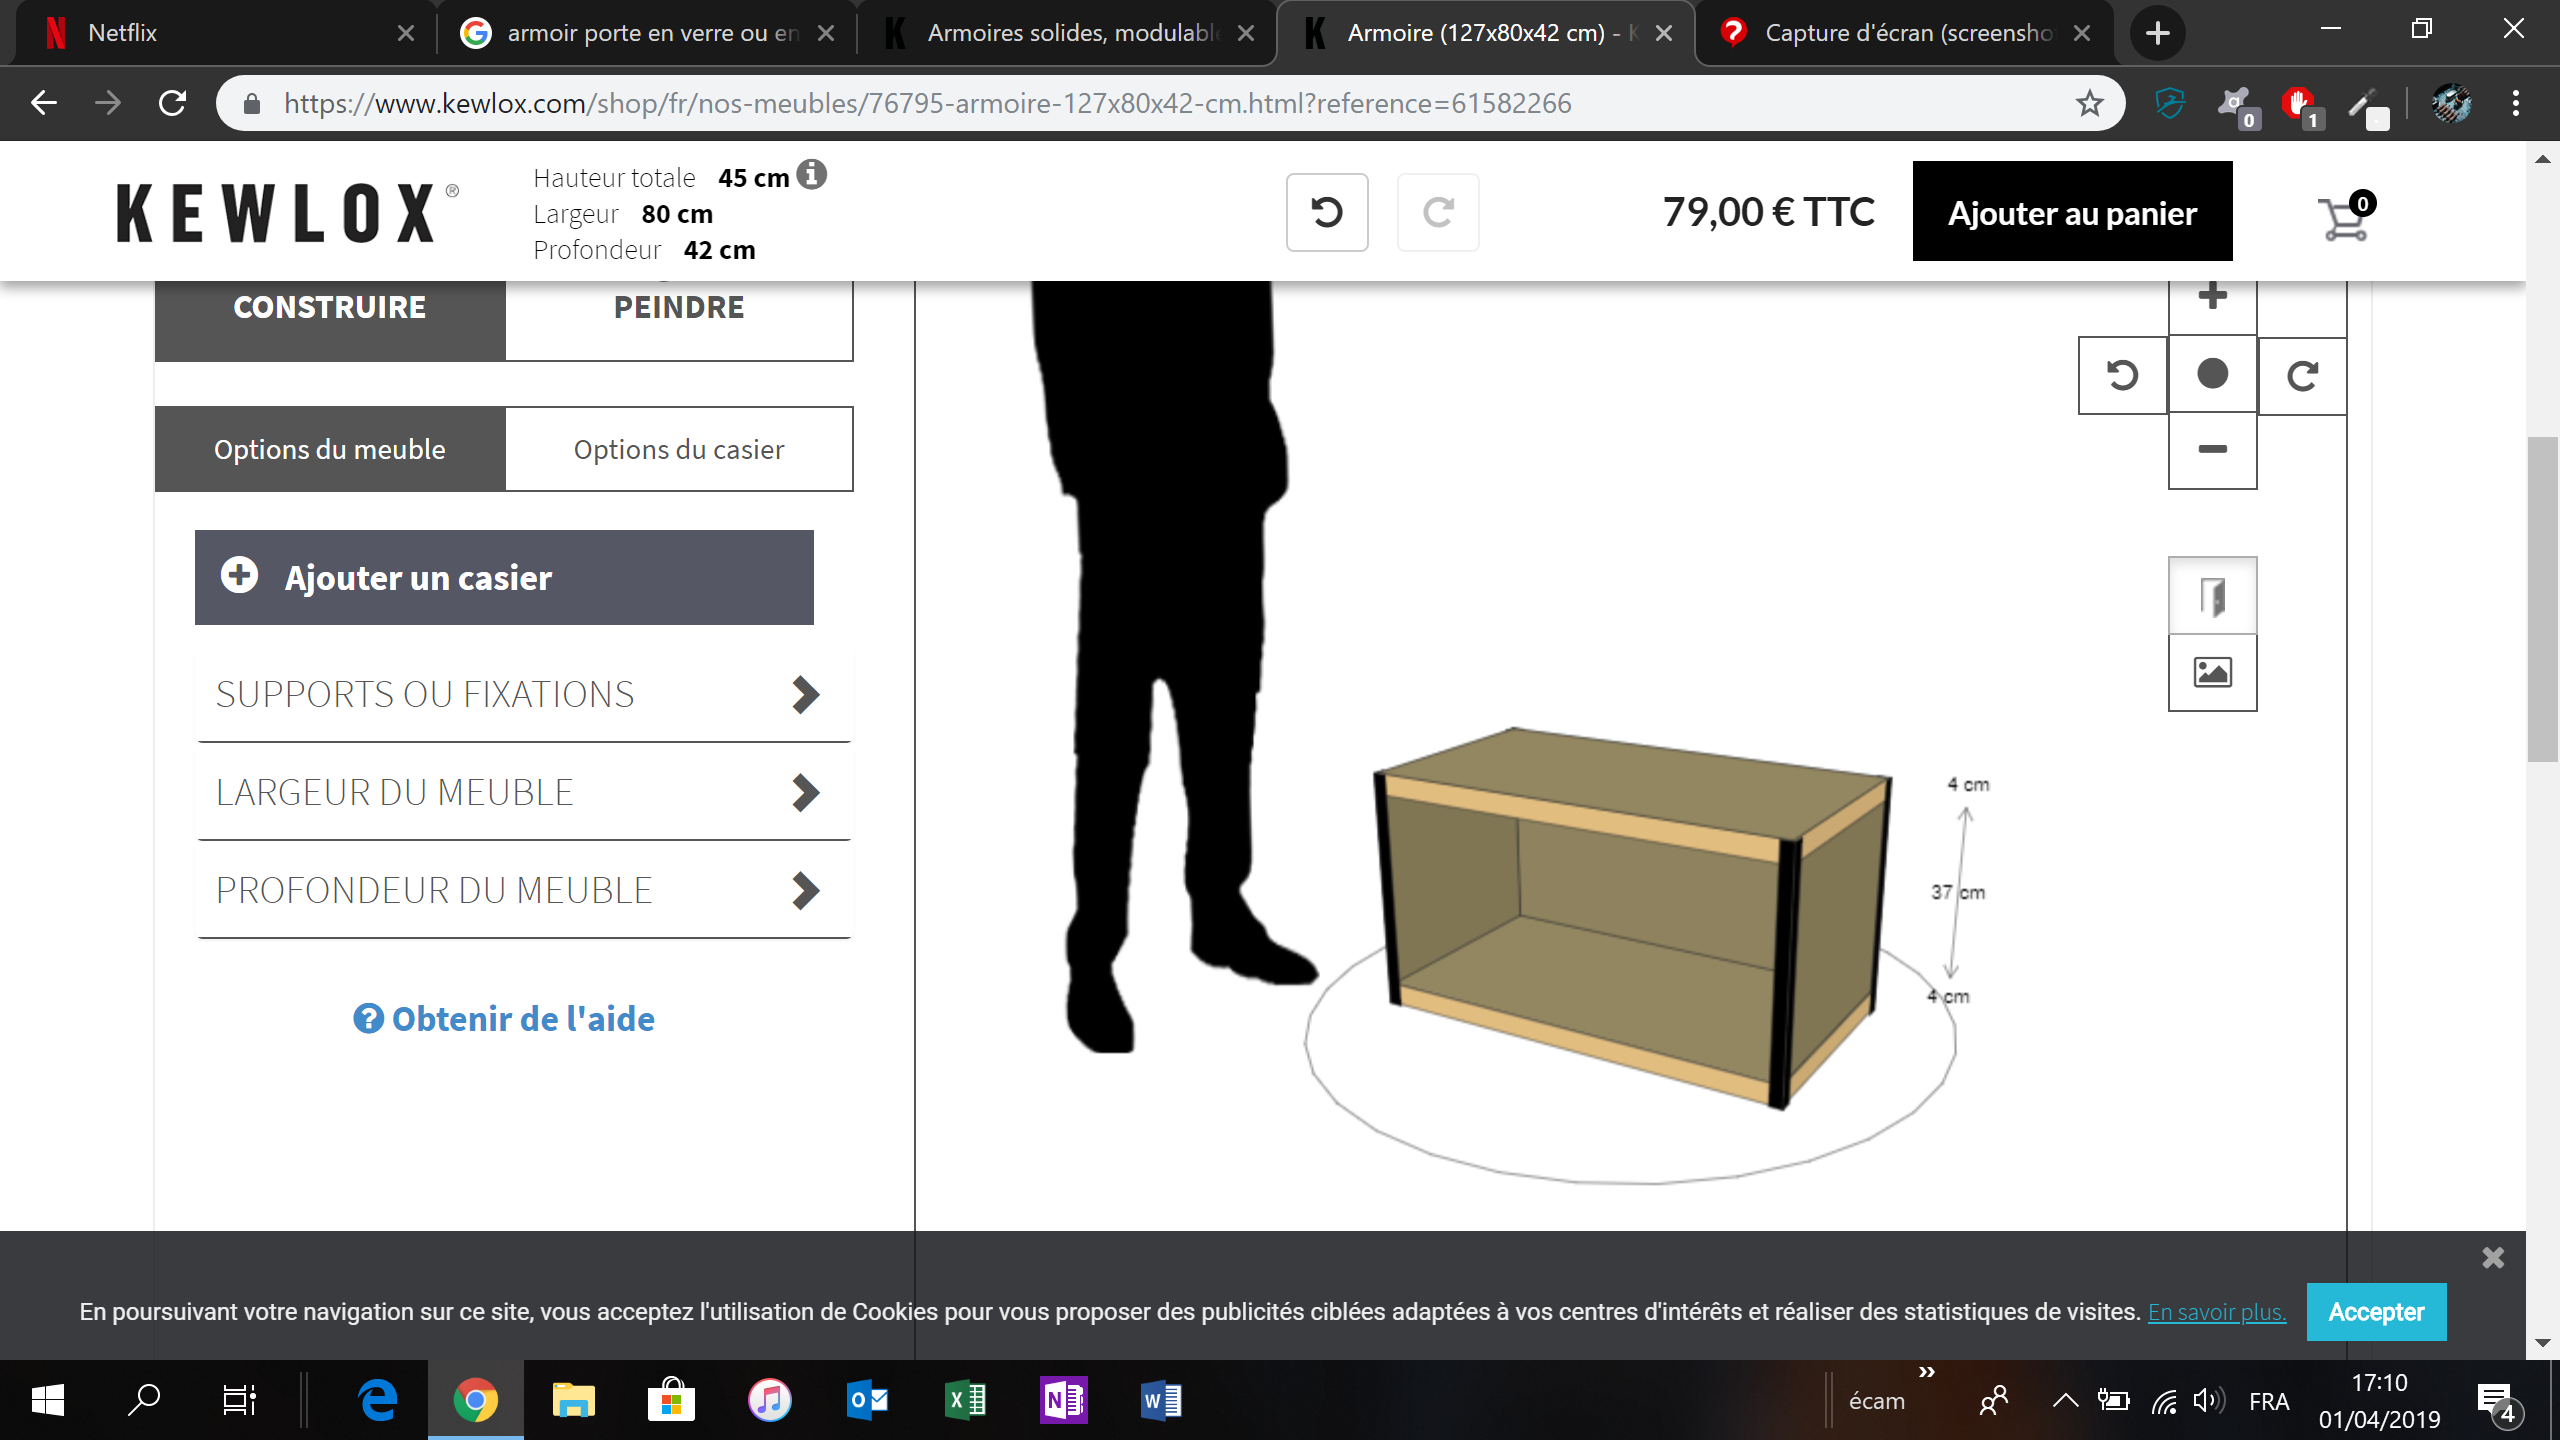 Netflix
armoir porte en verre ou en
Armoires solides, modulable
Armoire (127x80x42 cm) - K
Capture d'écran (screensho
https://www.kewlox.com/shop/fr/nos-meubles/76795-armoire-127x80x42-cm.html?reference=61582266
0
1
KEWLOX®
Hauteur totale 45 cm
Largeur 80 cm
Profondeur 42 cm
79,00 € TTC
Ajouter au panier
0
CONSTRUIRE
PEINDRE
Options du meuble
Options du casier
Ajouter un casier
SUPPORTS OU FIXATIONS
LARGEUR DU MEUBLE
PROFONDEUR DU MEUBLE
Obtenir de l'aide
4 cm
37 cm
4 cm
En poursuivant votre navigation sur ce site, vous acceptez l'utilisation de Cookies pour vous proposer des publicités ciblées adaptées à vos centres d'intérêts et réaliser des statistiques de visites. En savoir plus.
Accepter
écam
FRA
17:10
01/04/2019
4